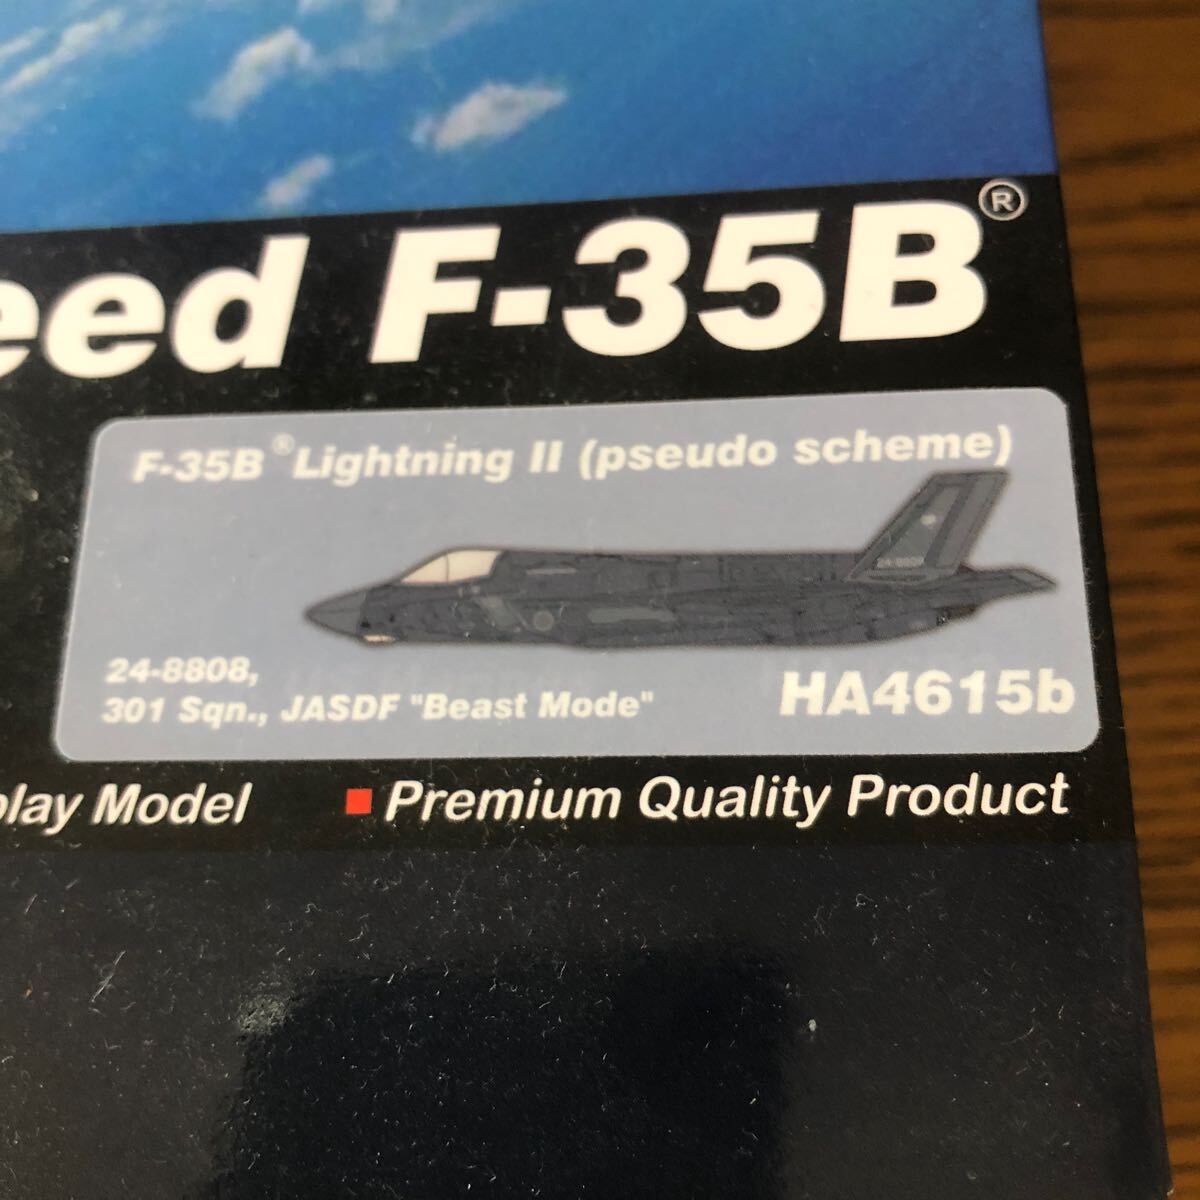 eed F-35B®
F-35B® Lightning II (pseudo scheme)
24-8808,
301 Sqn., JASDF "Beast Mode"
HA4615b
play Model ■ Premium Quality Product